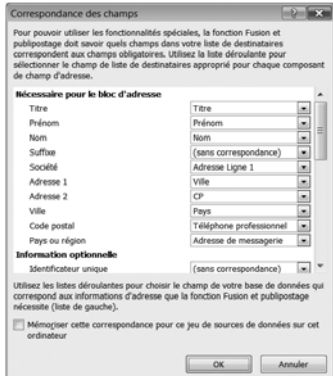 Correspondance des champs
Pour pouvoir utiliser les fonctionnalités spéciales, la fonction Fusion et
publipostage doit savoir quels champs dans votre liste de destinataires
correspondent aux champs obligatoires. Utilisez la liste déroulante pour
sélectionner le champ de liste de destinataires approprié pour chaque composant
de champ d'adresse.
Nécessaire pour le bloc d'adresse
Titre Titre
Prénom Prénom
Nom Nom
Suffixe (sans correspondance)
Société Adresse Ligne 1
Adresse 1 Ville
Adresse 2 CP
Ville Pays
Code postal Téléphone professionnel
Pays ou région Adresse de messagerie
Information optionnelle
Identificateur unique (sans correspondance)
Utilisez les listes déroulantes pour choisir le champ de votre base de données qui
correspond aux informations d'adresse que la fonction Fusion et publipostage
nécessite (liste de gauche).
Mémoriser cette correspondance pour ce jeu de sources de données sur cet
ordinateur
OK Annuler